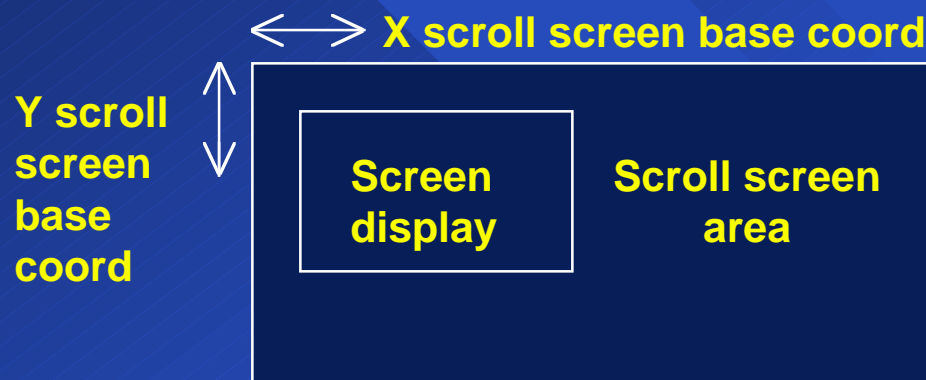 X scroll screen base coord
Y scroll
screen
base
coord
Screen
display
Scroll screen
area